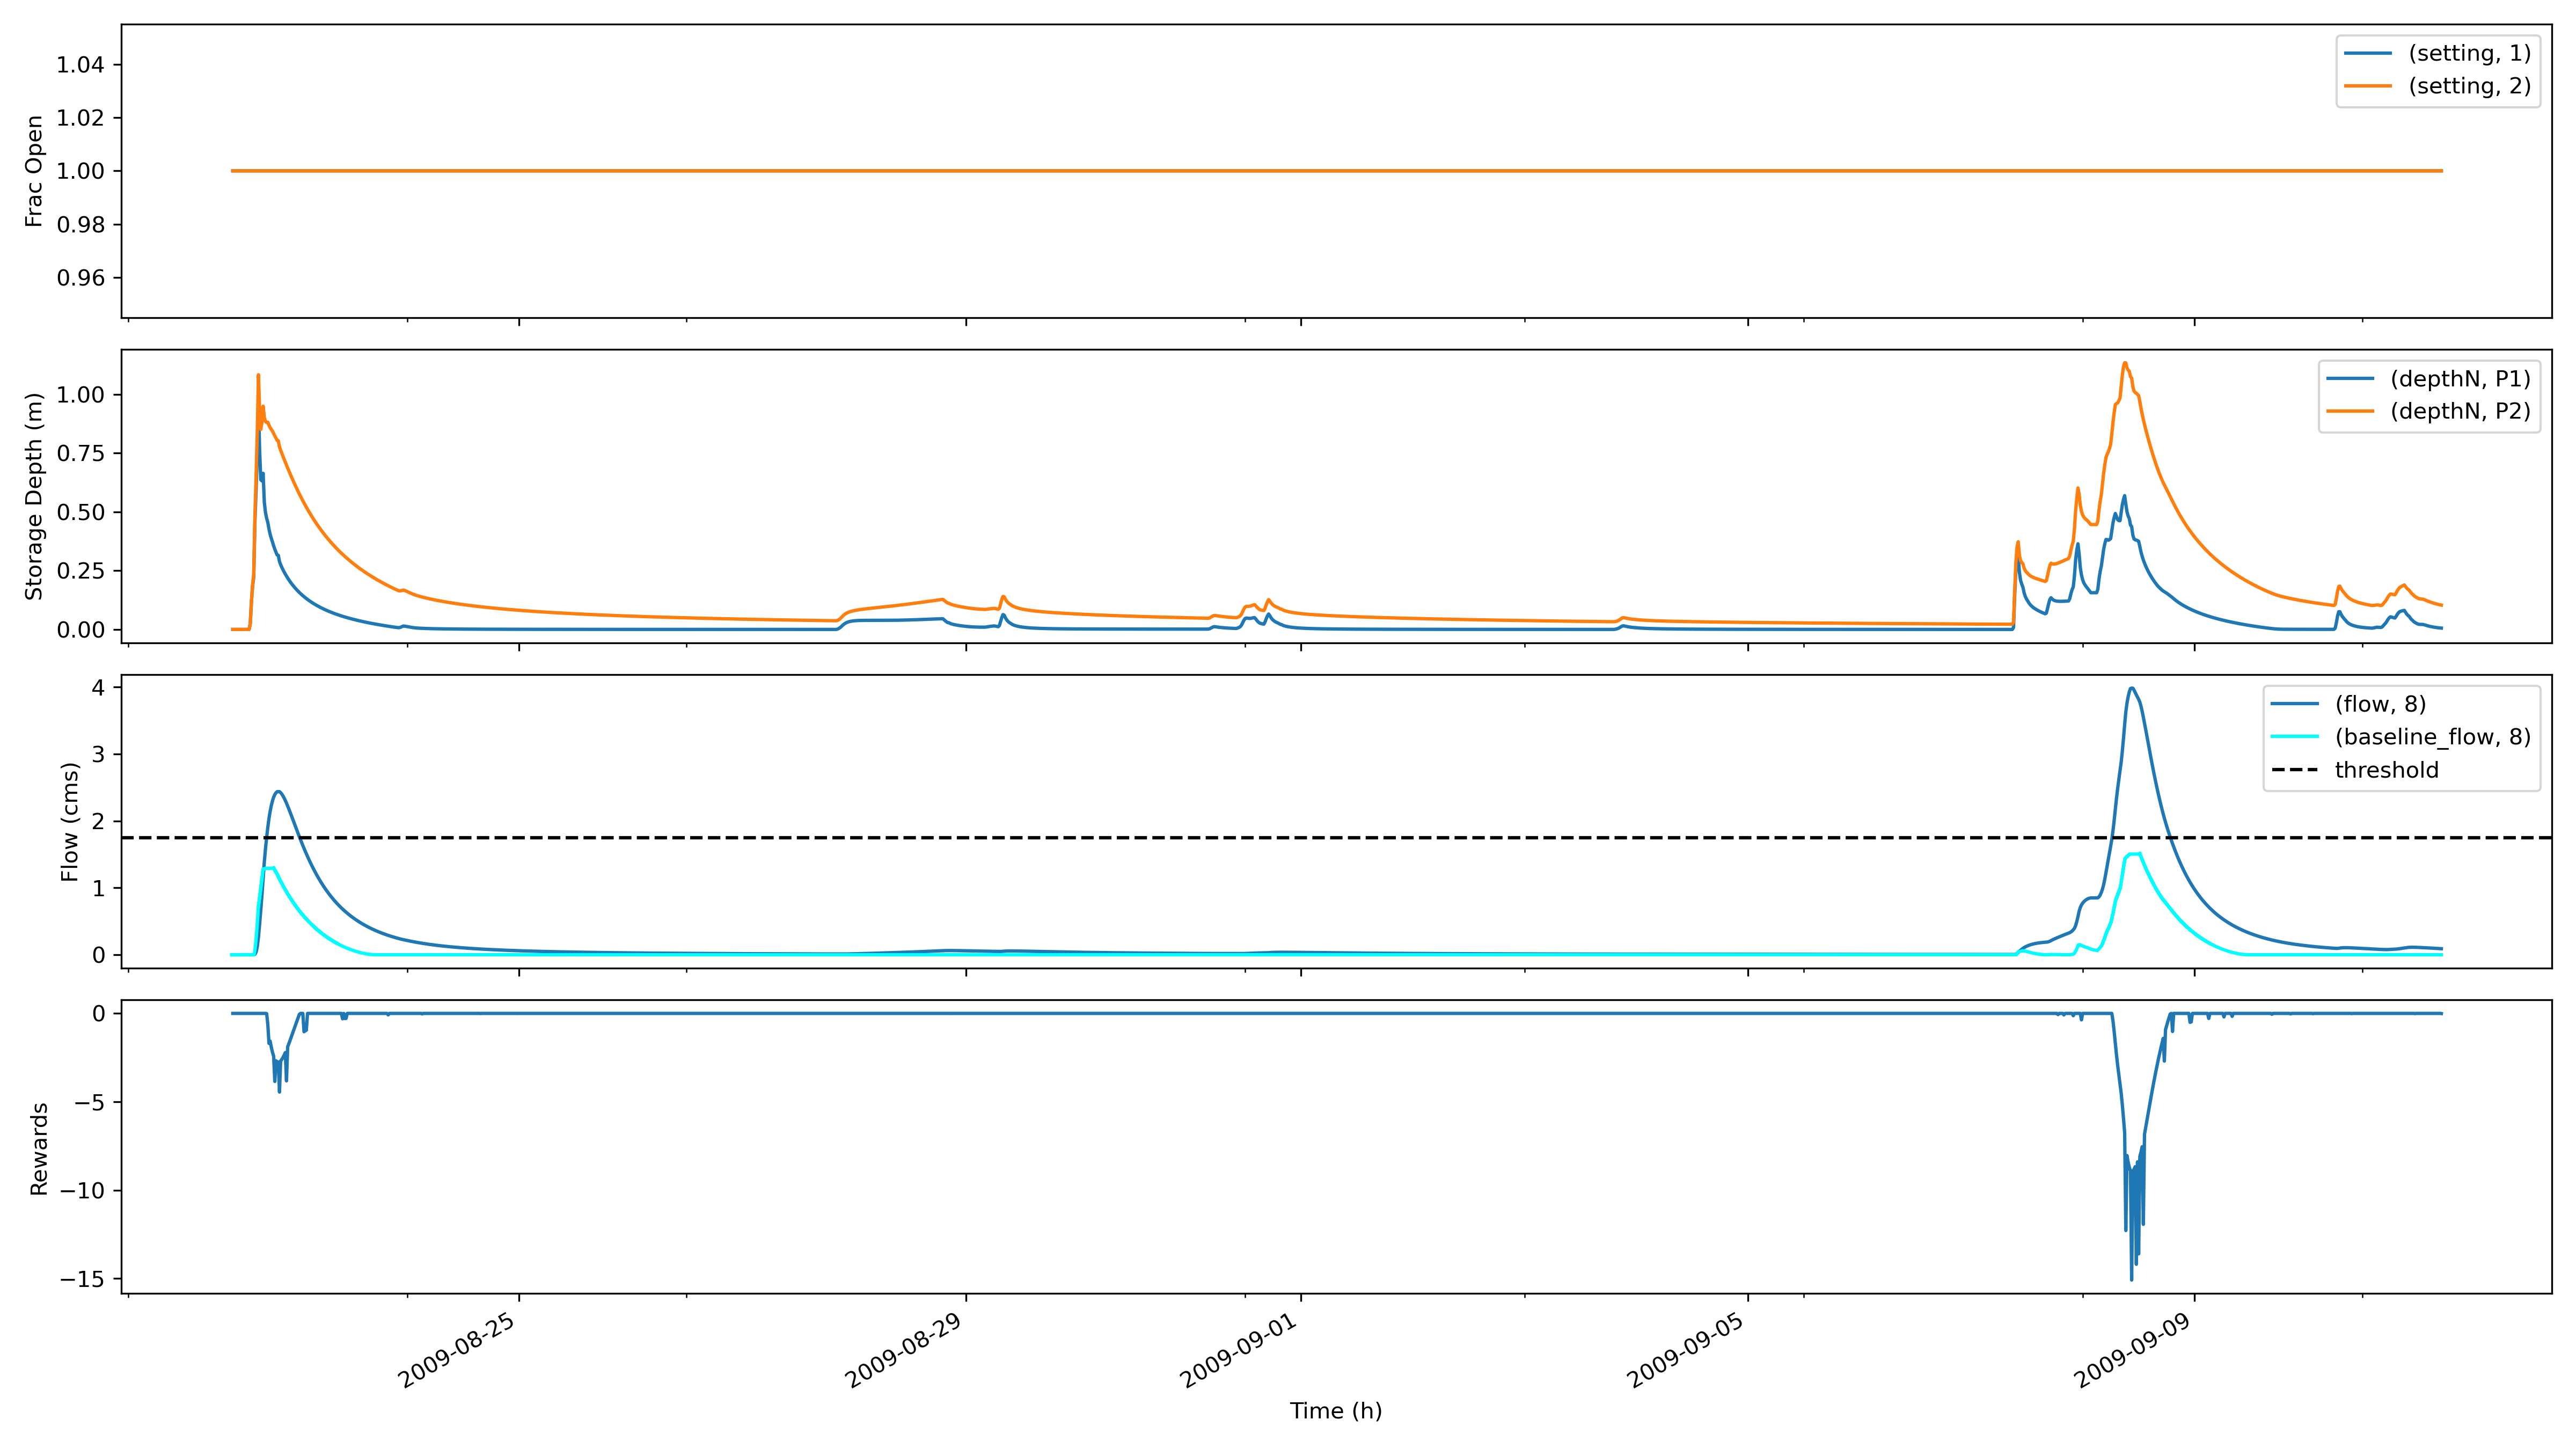 Frac Open
1.04
1.02
1.00
0.98
0.96
(setting, 1)
(setting, 2)
Storage Depth (m)
1.00
0.75
0.50
0.25
0.00
(depthN, P1)
(depthN, P2)
Flow (cms)
4
3
2
1
0
(flow, 8)
(baseline_flow, 8)
threshold
Rewards
0
−5
−10
−15
2009-08-25
2009-08-29
2009-09-01
2009-09-05
2009-09-09
Time (h)